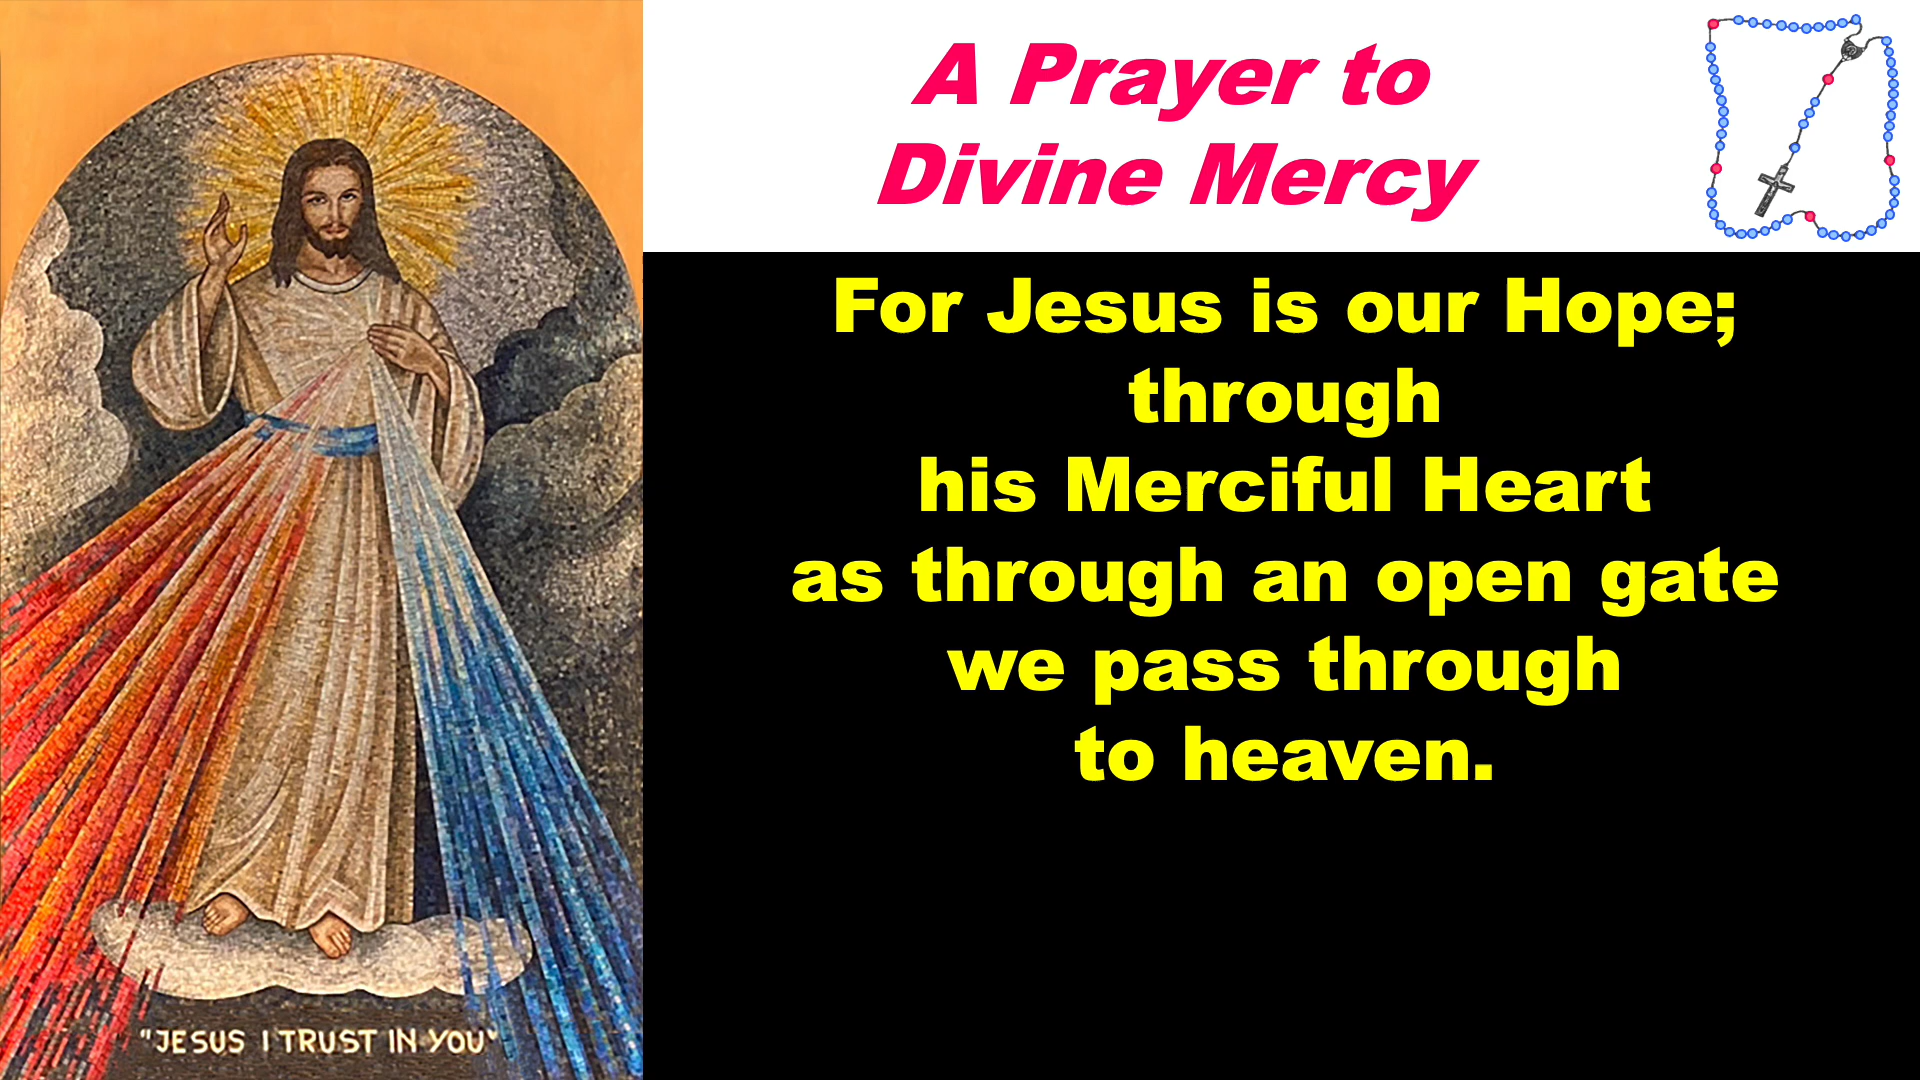 A Prayer to
Divine Mercy
For Jesus is our Hope;
through
his Merciful Heart
as through an open gate
we pass through
to heaven.
"JESUS I TRUST IN YOU"